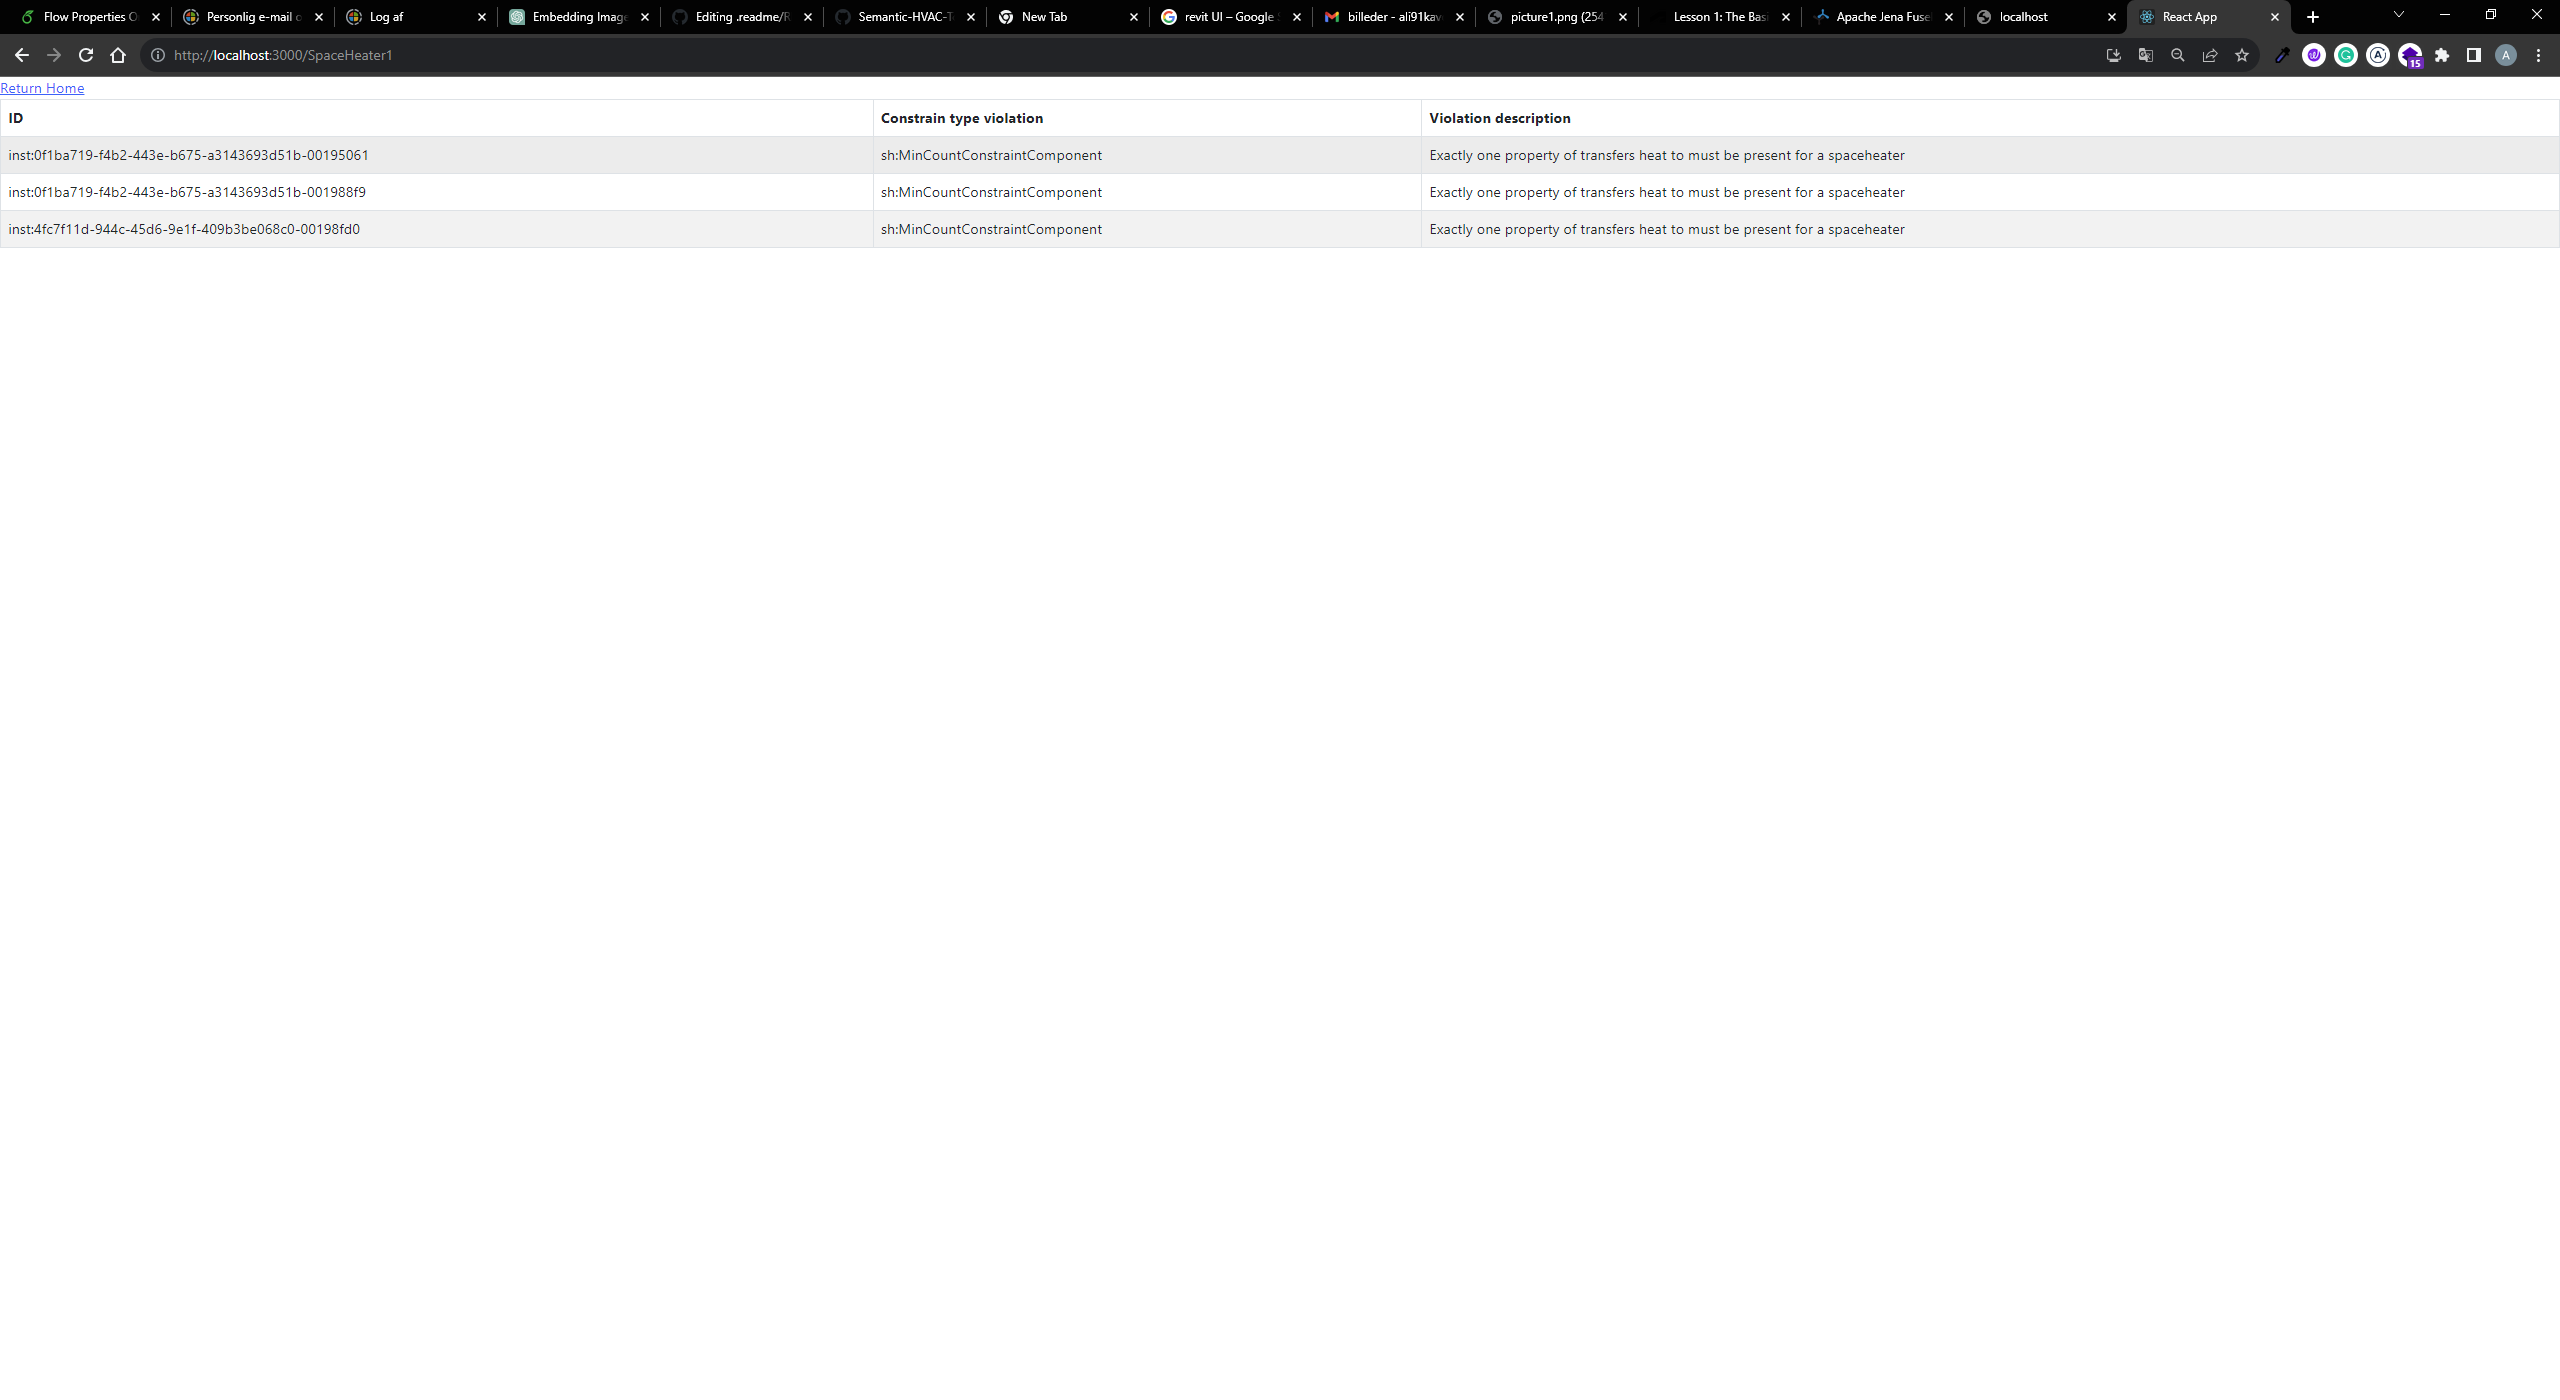 Flow Properties O
Personlig e-mail o
Log af
Embedding Image
Editing .readme/R
Semantic-HVAC-T
New Tab
revit UI – Google S
billeder - ali91kav
picture1.png (254
Lesson 1: The Basi
Apache Jena Fuse
localhost
React App
http://localhost:3000/SpaceHeater1
15
A
Return Home
ID Constrain type violation Violation description
inst:0f1ba719-f4b2-443e-b675-a3143693d51b-00195061 sh:MinCountConstraintComponent Exactly one property of transfers heat to must be present for a spaceheater
inst:0f1ba719-f4b2-443e-b675-a3143693d51b-001988f9 sh:MinCountConstraintComponent Exactly one property of transfers heat to must be present for a spaceheater
inst:4fc7f11d-944c-45d6-9e1f-409b3be068c0-00198fd0 sh:MinCountConstraintComponent Exactly one property of transfers heat to must be present for a spaceheater